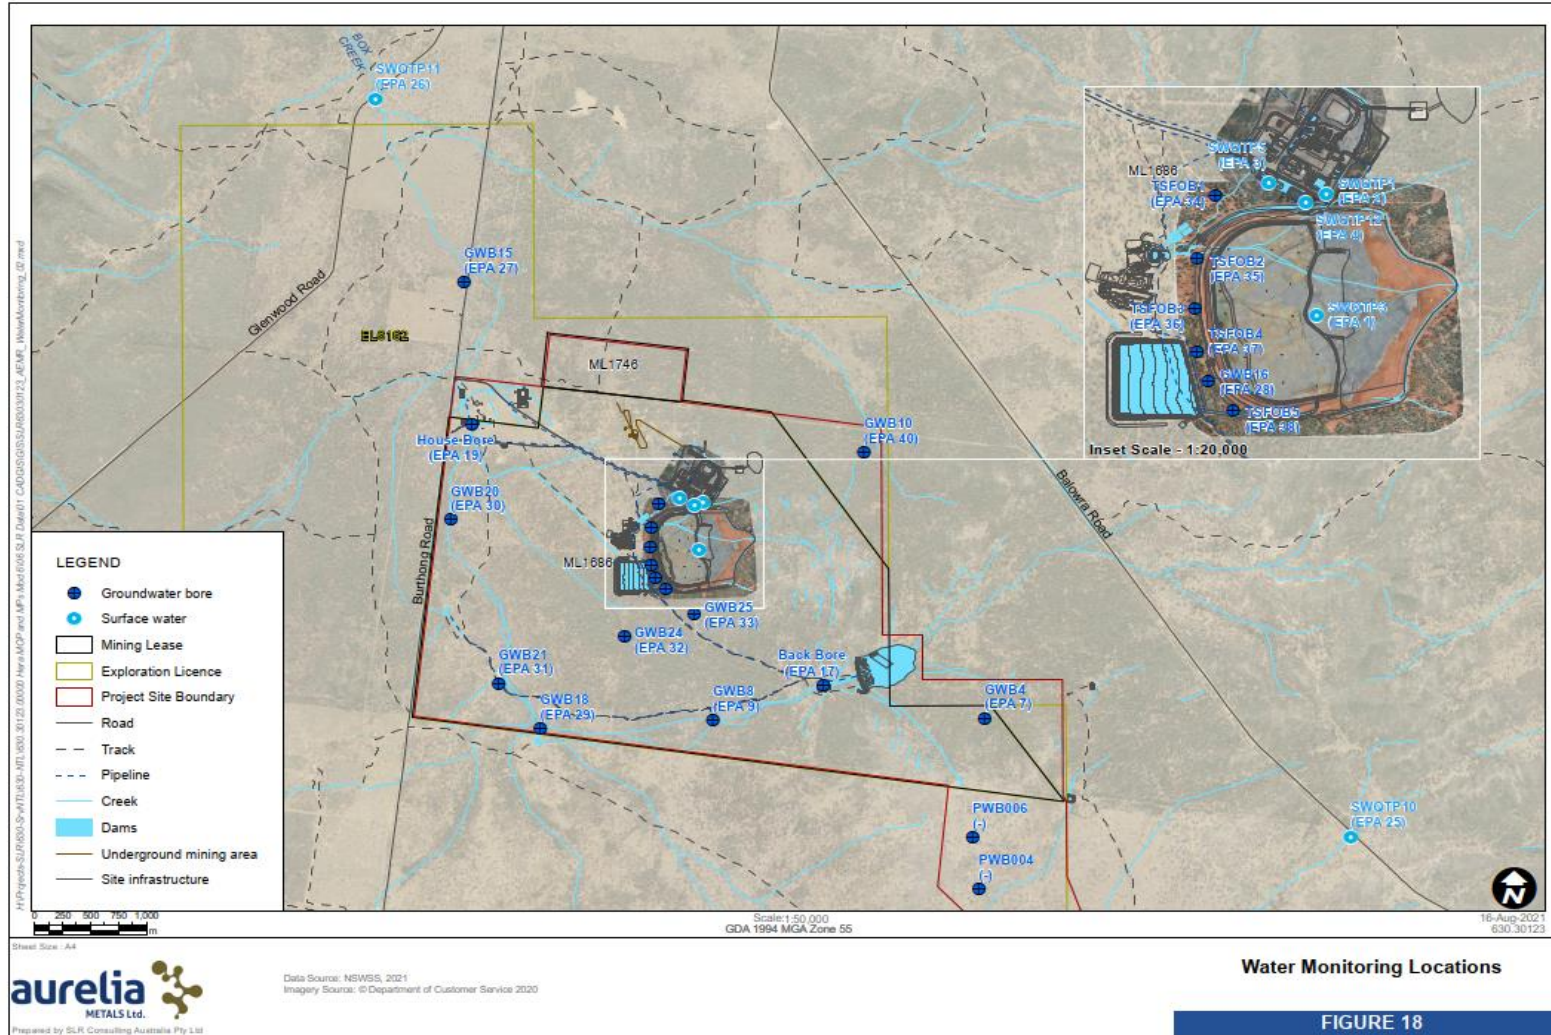 BOX
CREEK
SWQTP11
(EPA 26)
GWB15
(EPA 27)
Glenwood Road
EL8162
ML1746
House Bore
(EPA 19)
GWB10
(EPA 40)
GWB20
(EPA 30)
Burthong Road
ML1686
GWB25
(EPA 33)
GWB24
(EPA 32)
GWB21
(EPA 31)
GWB18
(EPA 29)
GWB8
(EPA 9)
Back Bore
(EPA 17)
GWB4
(EPA 7)
PWB006
(-)
PWB004
(-)
SWQTP10
(EPA 25)
Balowra Road
ML1686
SWQTP1
(EPA 2)
TSFOB1
(EPA 34)
SWQTP12
(EPA 4)
TSFOB2
(EPA 35)
TSFOB3
(EPA 36)
SWQTP3
(EPA 1)
TSFOB4
(EPA 37)
GWB16
(EPA 28)
TSFOB5
(EPA 38)
Inset Scale - 1:20,000
LEGEND
Groundwater bore
Surface water
Mining Lease
Exploration Licence
Project Site Boundary
Road
Track
Pipeline
Creek
Dams
Underground mining area
Site infrastructure
0 250 500 750 1,000
m
Scale:1:50,000
GDA 1994 MGA Zone 55
16-Aug-2021
630.30123
N
Sheet Size : A4
aurelia
METALS Ltd.
Prepared by SLR Consulting Australia Pty Ltd
Data Source: NSWSS, 2021
Imagery Source: © Department of Customer Service 2020
Water Monitoring Locations
FIGURE 18